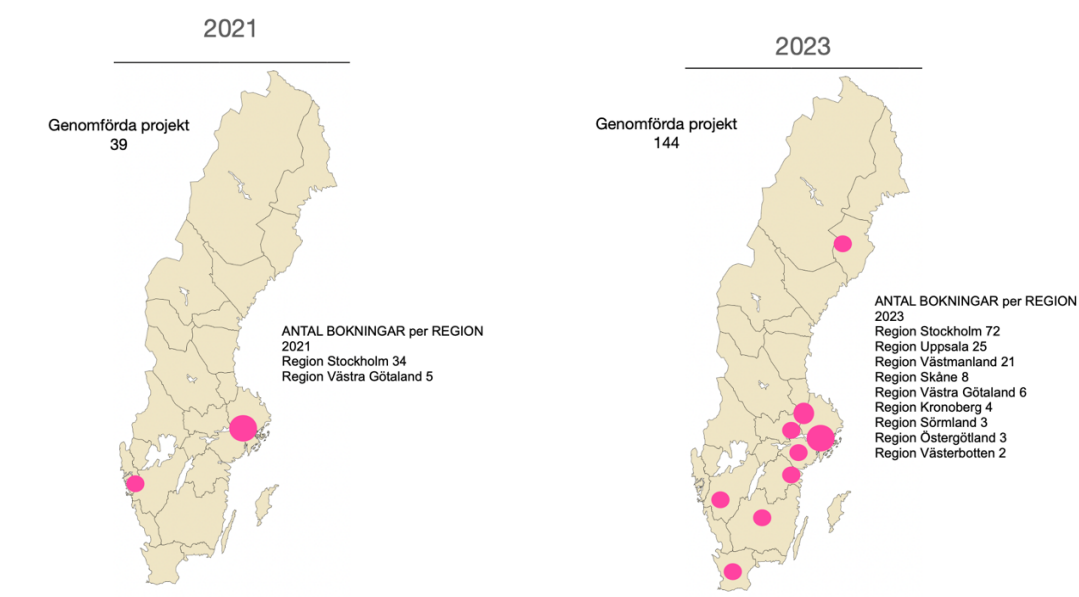 2021
Genomförda projekt
39
ANTAL BOKNINGAR per REGION
2021
Region Stockholm 34
Region Västra Götaland 5
2023
Genomförda projekt
144
ANTAL BOKNINGAR per REGION
2023
Region Stockholm 72
Region Uppsala 25
Region Västmanland 21
Region Skåne 8
Region Västra Götaland 6
Region Kronoberg 4
Region Sörmland 3
Region Östergötland 3
Region Västerbotten 2